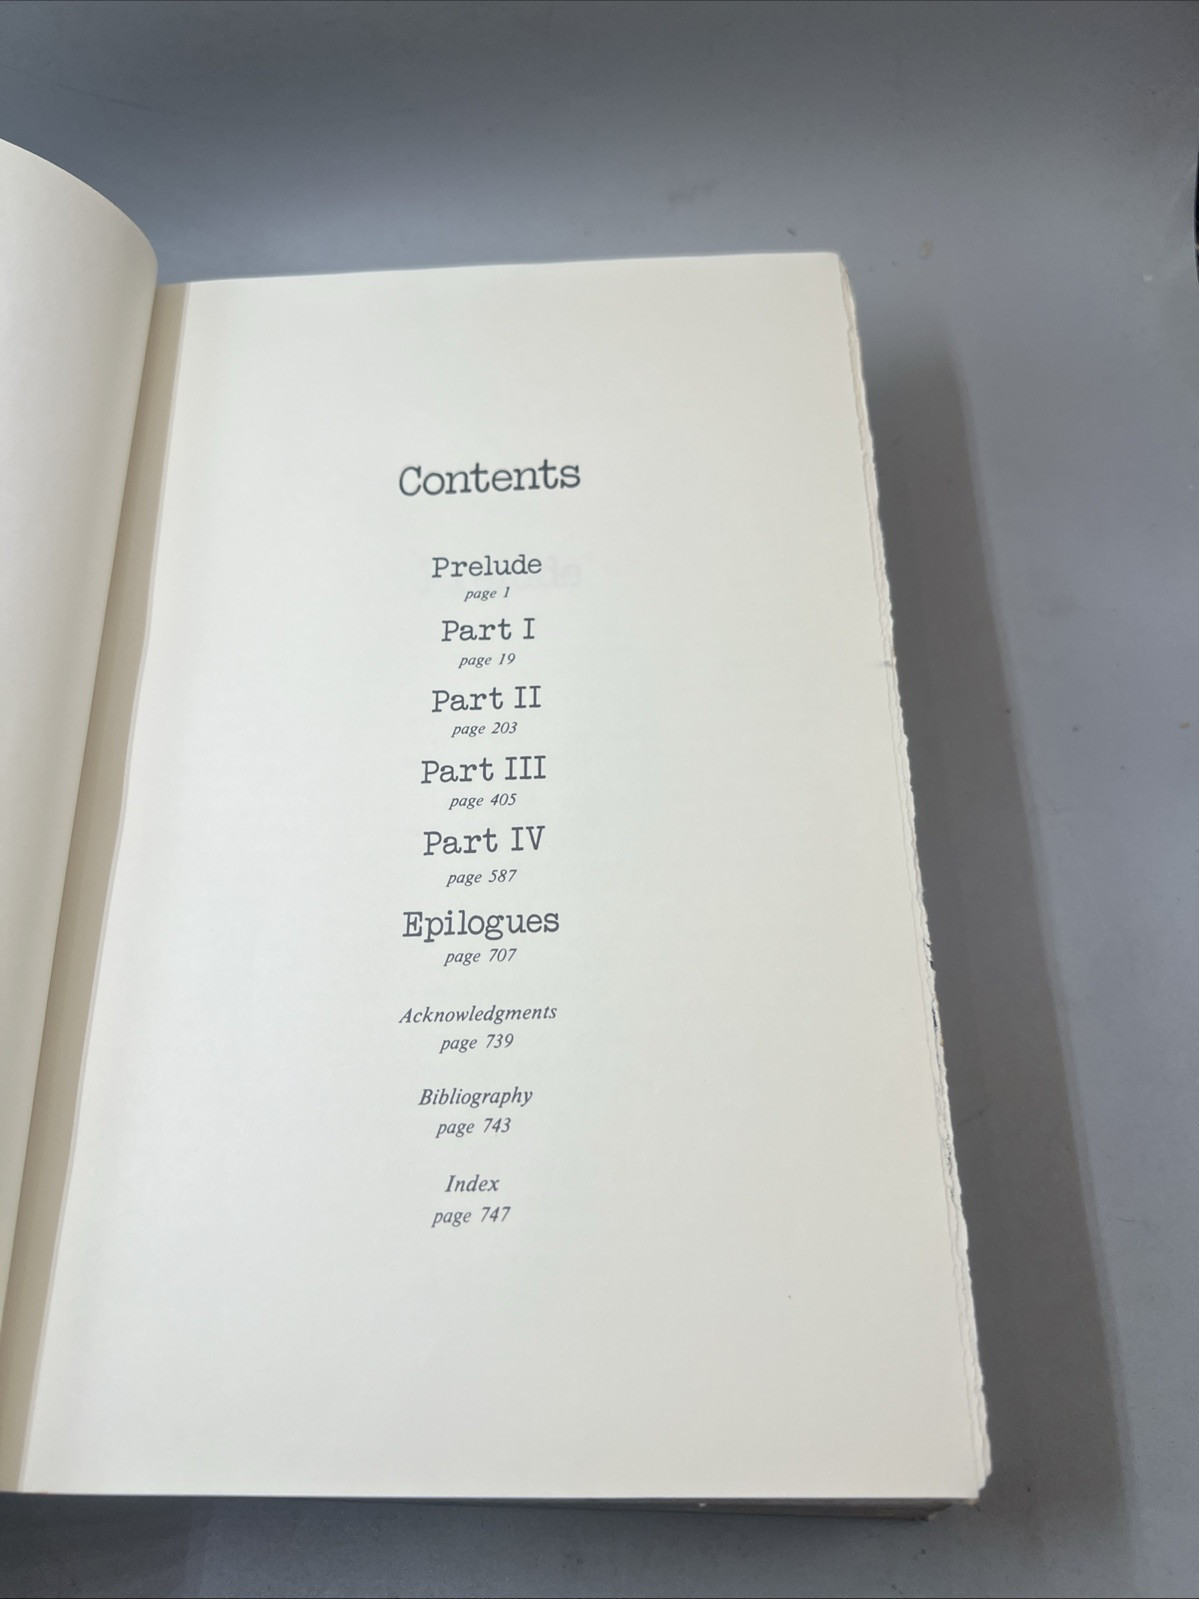 Contents
Prelude
page 1
Part I
page 19
Part II
page 203
Part III
page 405
Part IV
page 587
Epilogues
page 707
Acknowledgments
page 739
Bibliography
page 743
Index
page 747